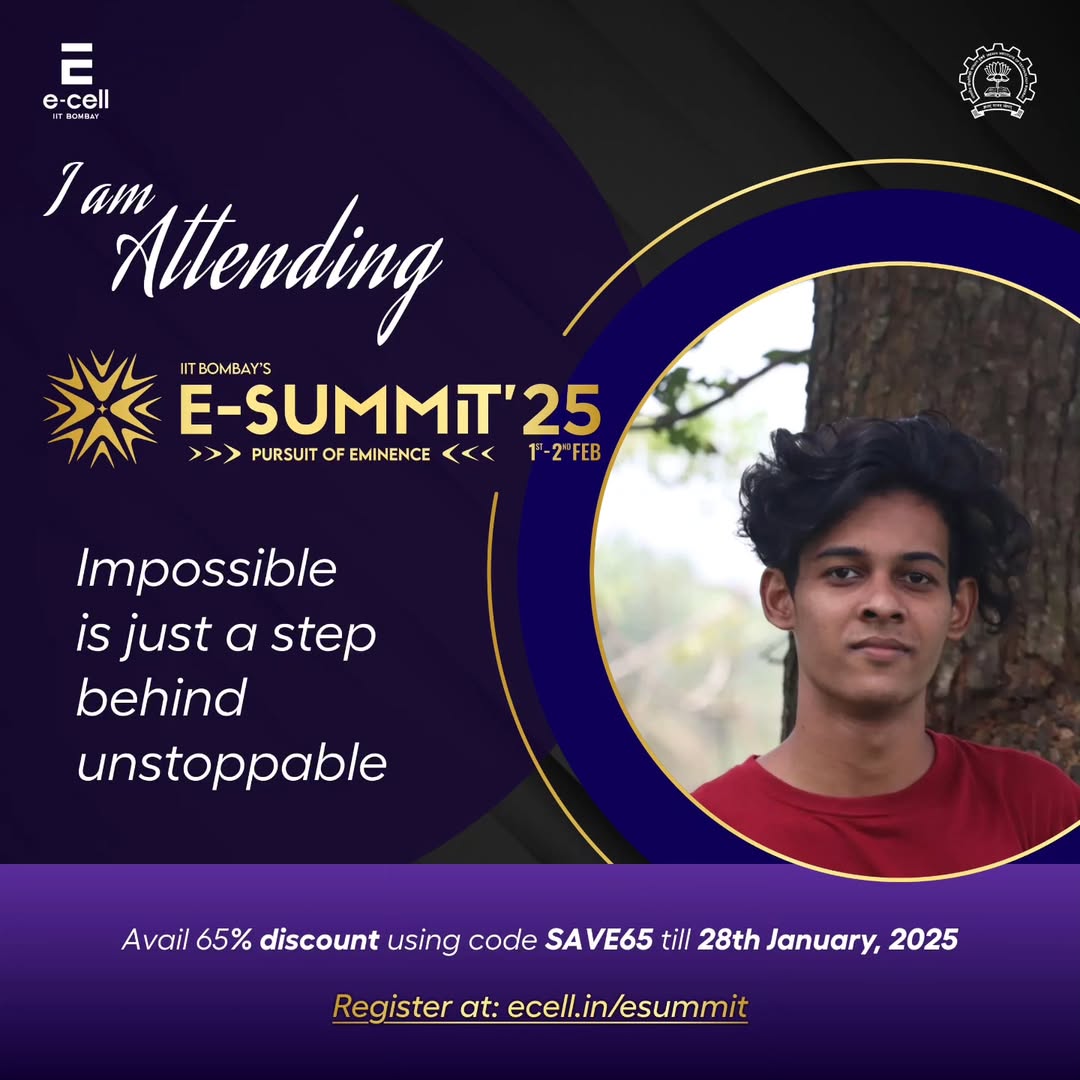 e-cell
IIT BOMBAY
I am
Attending
IIT BOMBAY'S
E-SUMMIT'25
PURSUIT OF EMINENCE
1ST-2ND FEB
Impossible
is just a step
behind
unstoppable
Avail 65% discount using code SAVE65 till 28th January, 2025
Register at: ecell.in/esummit